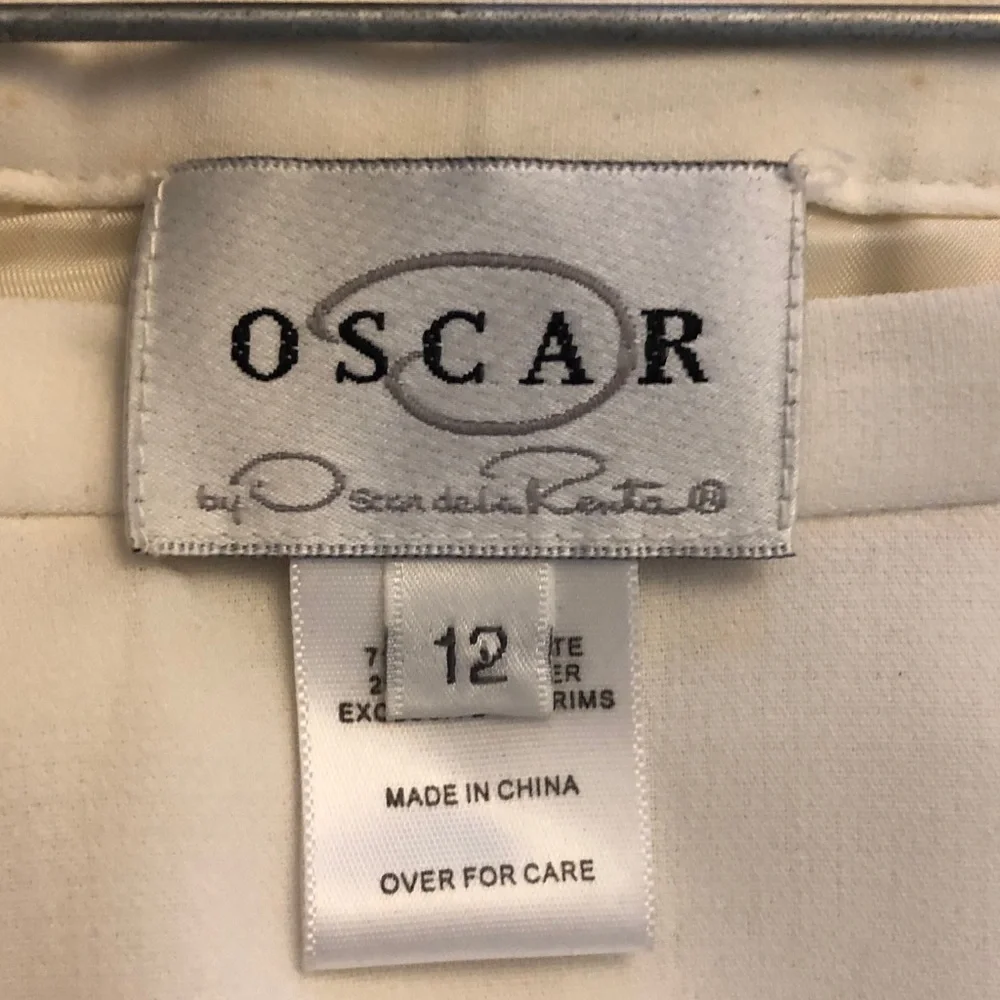 OSCAR
by Oscar de la Renta ®
12
MADE IN CHINA
OVER FOR CARE